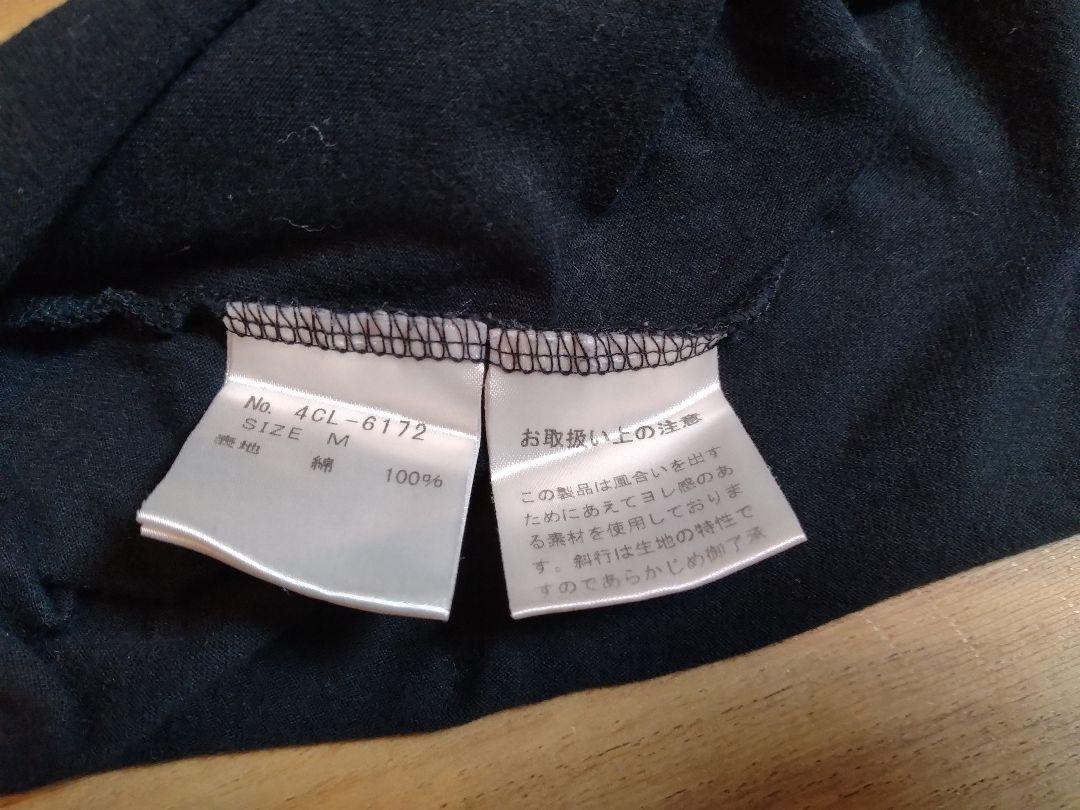 No. 4CL-6172
SIZE M
表地 綿 100%
お取扱い上の注意
この製品は風合いを出す
ためにあえてヨレ感のあ
る素材を使用しておりま
す。斜行は生地の特性で
すのであらかじめ御了承